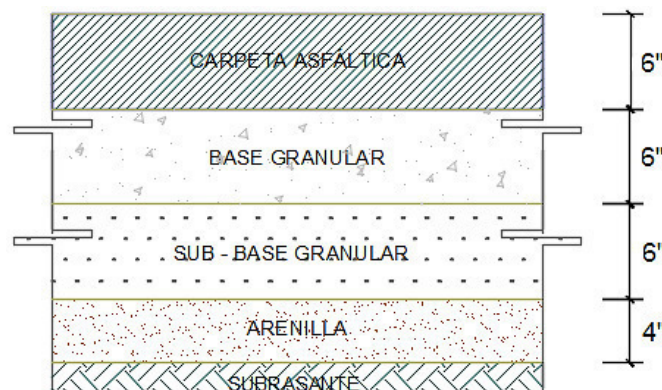 CARPETA ASFÁLTICA
6"
BASE GRANULAR
6"
SUB - BASE GRANULAR
6"
ARENILLA
4"
SUBRASANTE